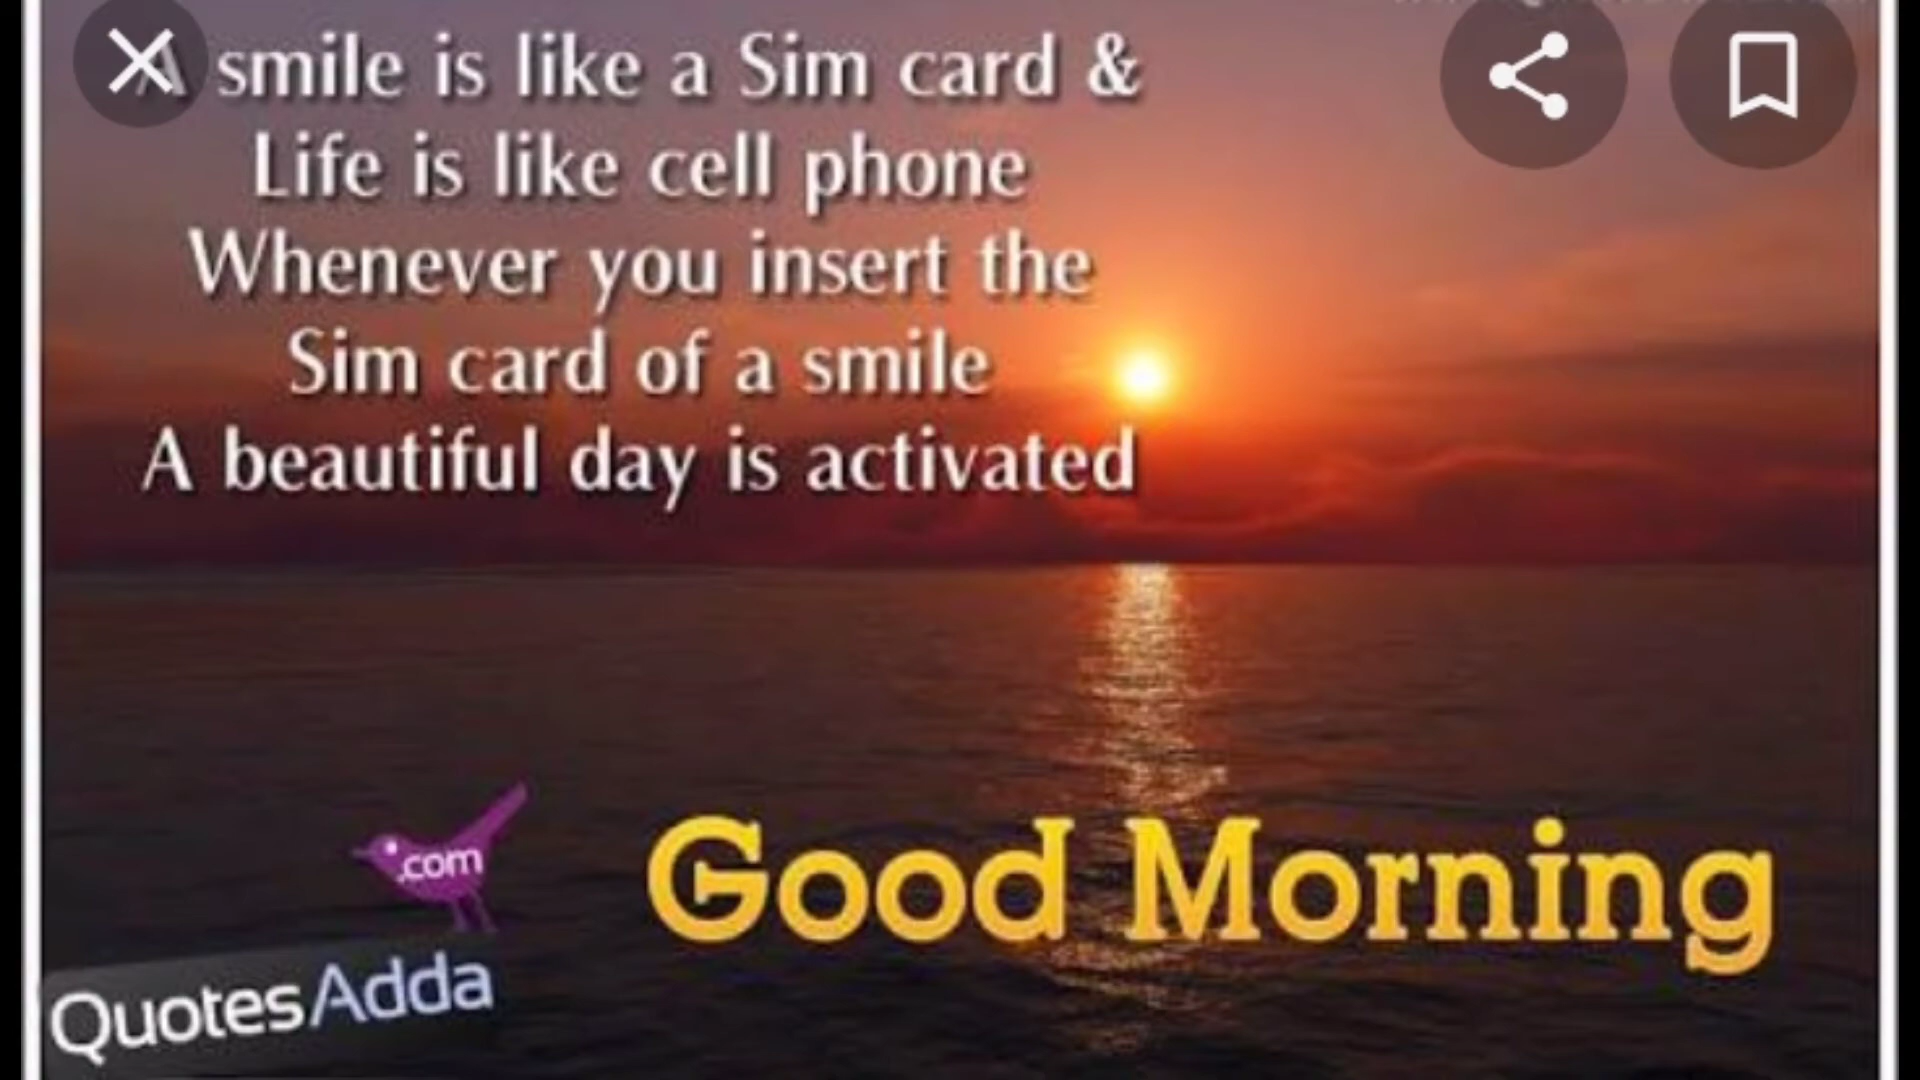 A smile is like a Sim card &
Life is like cell phone
Whenever you insert the
Sim card of a smile
A beautiful day is activated
.com
Good Morning
QuotesAdda